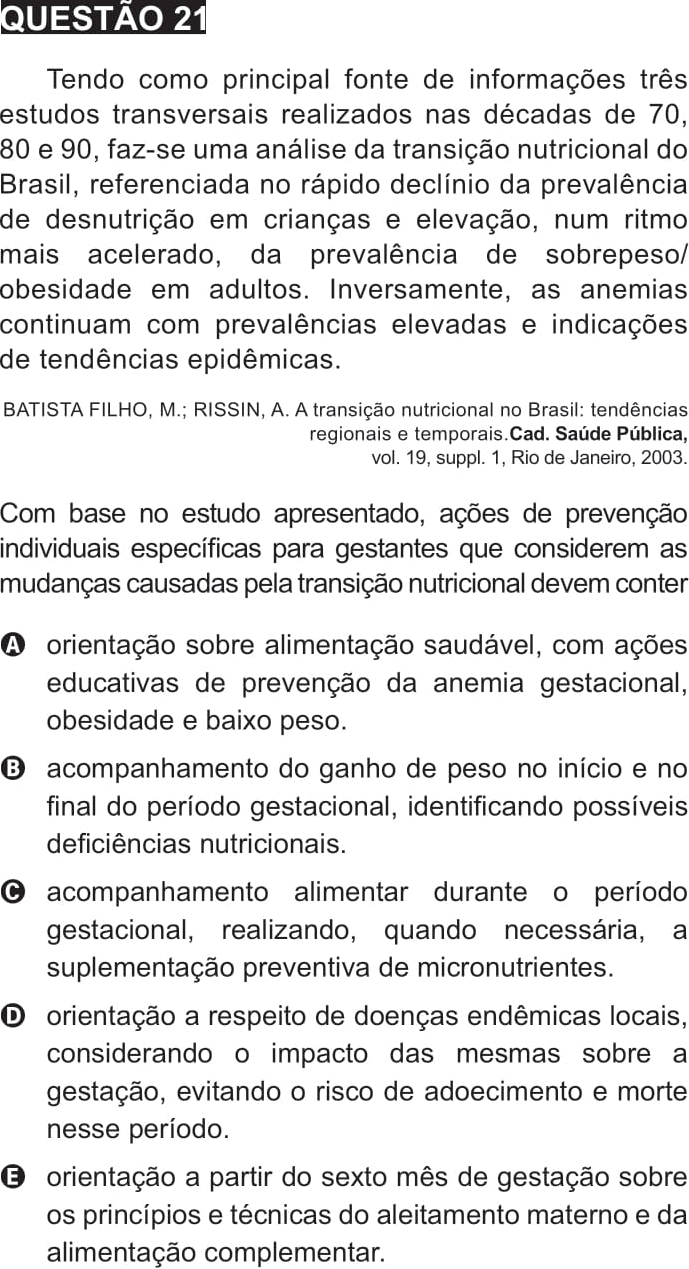 QUESTÃO 21
Tendo como principal fonte de informações três
estudos transversais realizados nas décadas de 70,
80 e 90, faz-se uma análise da transição nutricional do
Brasil, referenciada no rápido declínio da prevalência
de desnutrição em crianças e elevação, num ritmo
mais acelerado, da prevalência de sobrepeso/
obesidade em adultos. Inversamente, as anemias
continuam com prevalências elevadas e indicações
de tendências epidêmicas.
BATISTA FILHO, M.; RISSIN, A. A transição nutricional no Brasil: tendências
regionais e temporais.Cad. Saúde Pública,
vol. 19, suppl. 1, Rio de Janeiro, 2003.
Com base no estudo apresentado, ações de prevenção
individuais específicas para gestantes que considerem as
mudanças causadas pela transição nutricional devem conter
A orientação sobre alimentação saudável, com ações
educativas de prevenção da anemia gestacional,
obesidade e baixo peso.
B acompanhamento do ganho de peso no início e no
final do período gestacional, identificando possíveis
deficiências nutricionais.
C acompanhamento alimentar durante o período
gestacional, realizando, quando necessária, a
suplementação preventiva de micronutrientes.
D orientação a respeito de doenças endêmicas locais,
considerando o impacto das mesmas sobre a
gestação, evitando o risco de adoecimento e morte
nesse período.
E orientação a partir do sexto mês de gestação sobre
os princípios e técnicas do aleitamento materno e da
alimentação complementar.